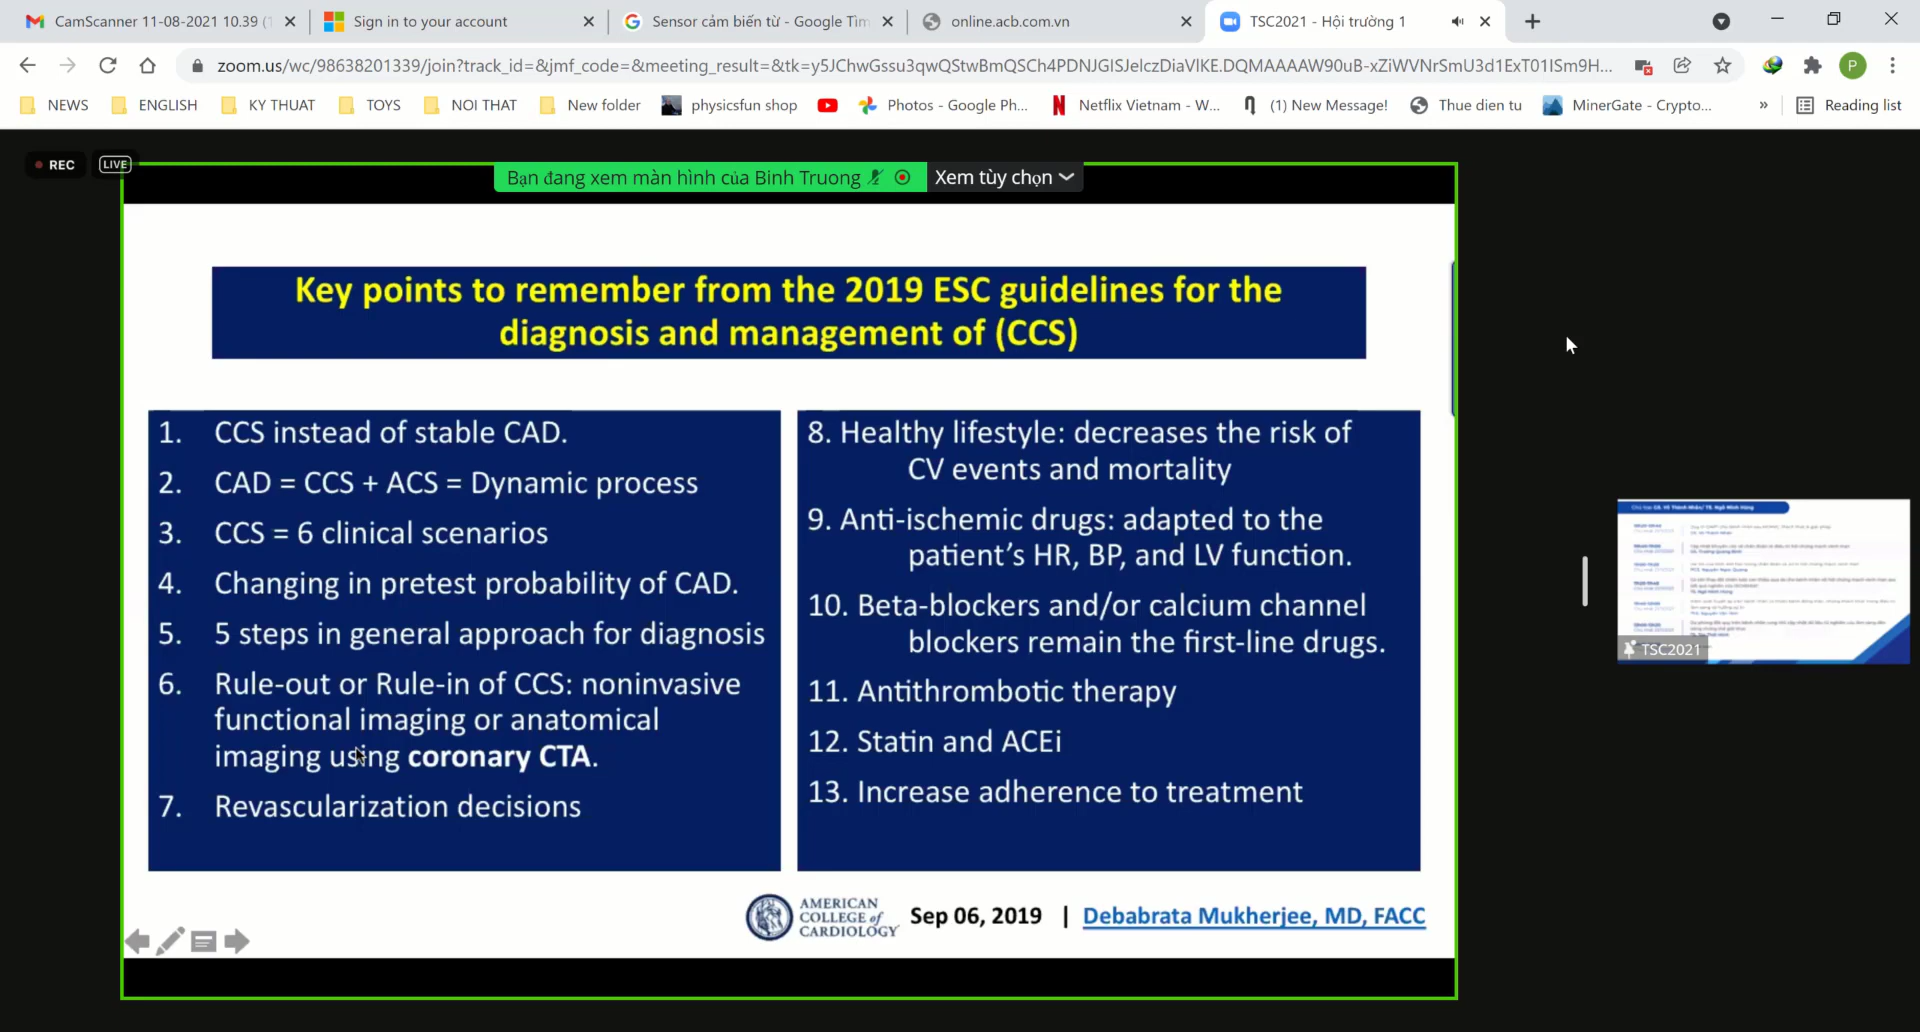 CamScanner 11-08-2021 10.39 (1
Sign in to your account
Sensor cảm biến từ - Google Tìm
online.acb.com.vn
TSC2021 - Hội trường 1
zoom.us/wc/98638201339/join?track_id=&jmf_code=&meeting_result=&tk=y5JChwGssu3qwQStwBmQSCh4PDNJGISJelczDiaVlKE.DQMAAAAW90uB-xZiWVNrSmU3d1ExT01ISm9H...
P
NEWS
ENGLISH
KY THUAT
TOYS
NOI THAT
New folder
physicsfun shop
Photos - Google Ph...
Netflix Vietnam - W...
(1) New Message!
Thue dien tu
MinerGate - Crypto...
»
Reading list
REC
LIVE
Bạn đang xem màn hình của Binh Truong
Xem tùy chọn
Key points to remember from the 2019 ESC guidelines for the
diagnosis and management of (CCS)
1. CCS instead of stable CAD.
2. CAD = CCS + ACS = Dynamic process
3. CCS = 6 clinical scenarios
4. Changing in pretest probability of CAD.
5. 5 steps in general approach for diagnosis
6. Rule-out or Rule-in of CCS: noninvasive
functional imaging or anatomical
imaging using coronary CTA.
7. Revascularization decisions
8. Healthy lifestyle: decreases the risk of
CV events and mortality
9. Anti-ischemic drugs: adapted to the
patient's HR, BP, and LV function.
10. Beta-blockers and/or calcium channel
blockers remain the first-line drugs.
11. Antithrombotic therapy
12. Statin and ACEi
13. Increase adherence to treatment
AMERICAN
COLLEGE of
CARDIOLOGY
Sep 06, 2019 | Debabrata Mukherjee, MD, FACC
TSC2021